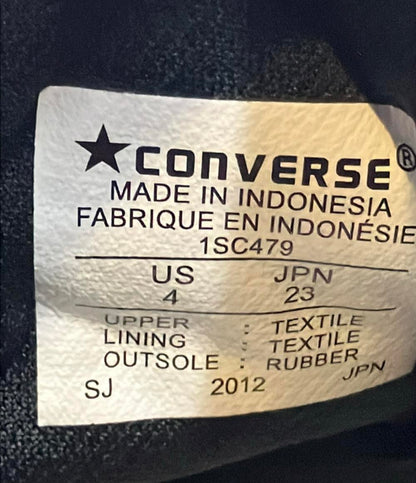 ★CONVERSE®
MADE IN INDONESIA
FABRIQUE EN INDONÉSIE
1SC479
US JPN
4 23
UPPER : TEXTILE
LINING : TEXTILE
OUTSOLE : RUBBER
SJ 2012 JPN